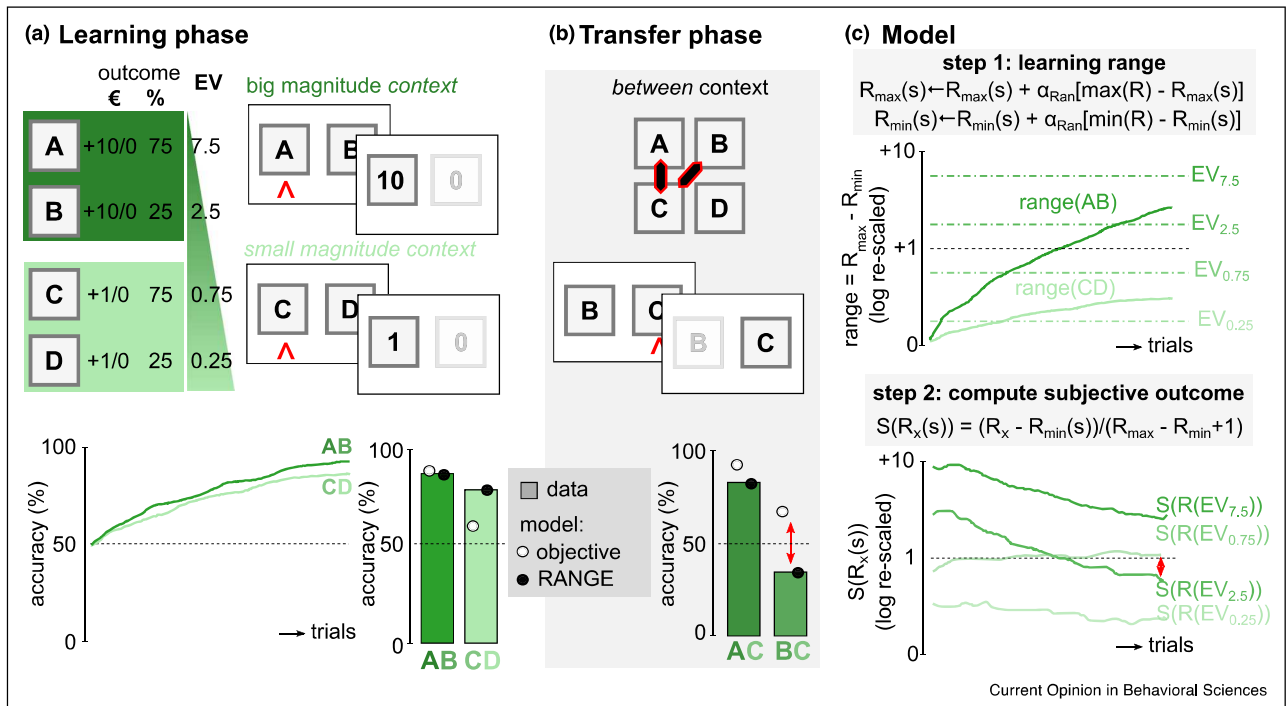 (a) Learning phase
outcome
€ % EV
A +10/0 75 7.5
B +10/0 25 2.5
C +1/0 75 0.75
D +1/0 25 0.25
big magnitude context
A B
^
10 0
small magnitude context
C D
^
1 0
100
50
0
accuracy (%)
AB
CD
→ trials
100
50
0
accuracy (%)
AB CD
data
model:
objective
RANGE
(b) Transfer phase
between context
A B
C D
B C
^
B C
100
50
0
accuracy (%)
AC BC
(c) Model
step 1: learning range
Rmax(s)←Rmax(s) + αRan[max(R) - Rmax(s)]
Rmin(s)←Rmin(s) + αRan[min(R) - Rmin(s)]
range = Rmax - Rmin
(log re-scaled)
+10
+1
0
EV7.5
range(AB)
EV2.5
EV0.75
range(CD)
EV0.25
→ trials
step 2: compute subjective outcome
S(Rx(s)) = (Rx - Rmin(s))/(Rmax - Rmin+1)
S(Rx(s))
(log re-scaled)
+10
1
0
S(R(EV7.5))
S(R(EV0.75))
S(R(EV2.5))
S(R(EV0.25))
→ trials
Current Opinion in Behavioral Sciences